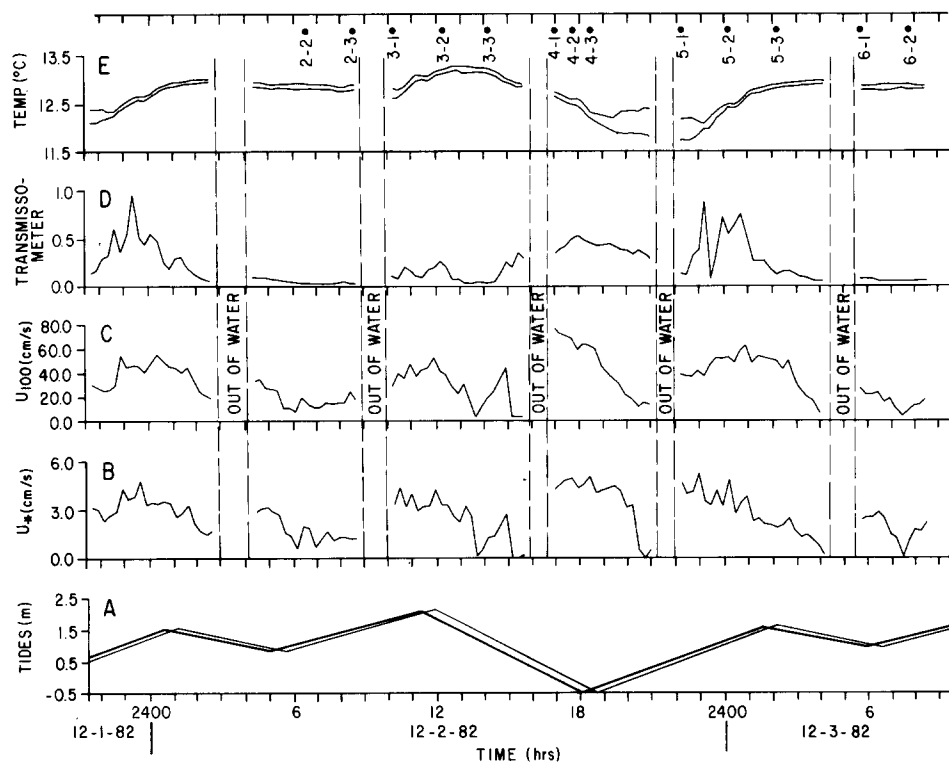 2-2• 2-3• 3-1• 3-2• 3-3• 4-1• 4-2• 4-3• 5-1• 5-2• 5-3• 6-1• 6-2•
E
TEMP (°C)
13.5
12.5
11.5
D
TRANSMISSO-
METER
1.0
0.5
0.0
C
U100 (cm/s)
80.0
60.0
40.0
20.0
0.0
OUT OF WATER
OUT OF WATER
OUT OF WATER
OUT OF WATER
OUT OF WATER
B
U* (cm/s)
6.0
3.0
0.0
A
TIDES (m)
2.5
1.5
0.5
-0.5
2400 6 12 18 2400 6
12-1-82 12-2-82 12-3-82
TIME (hrs)